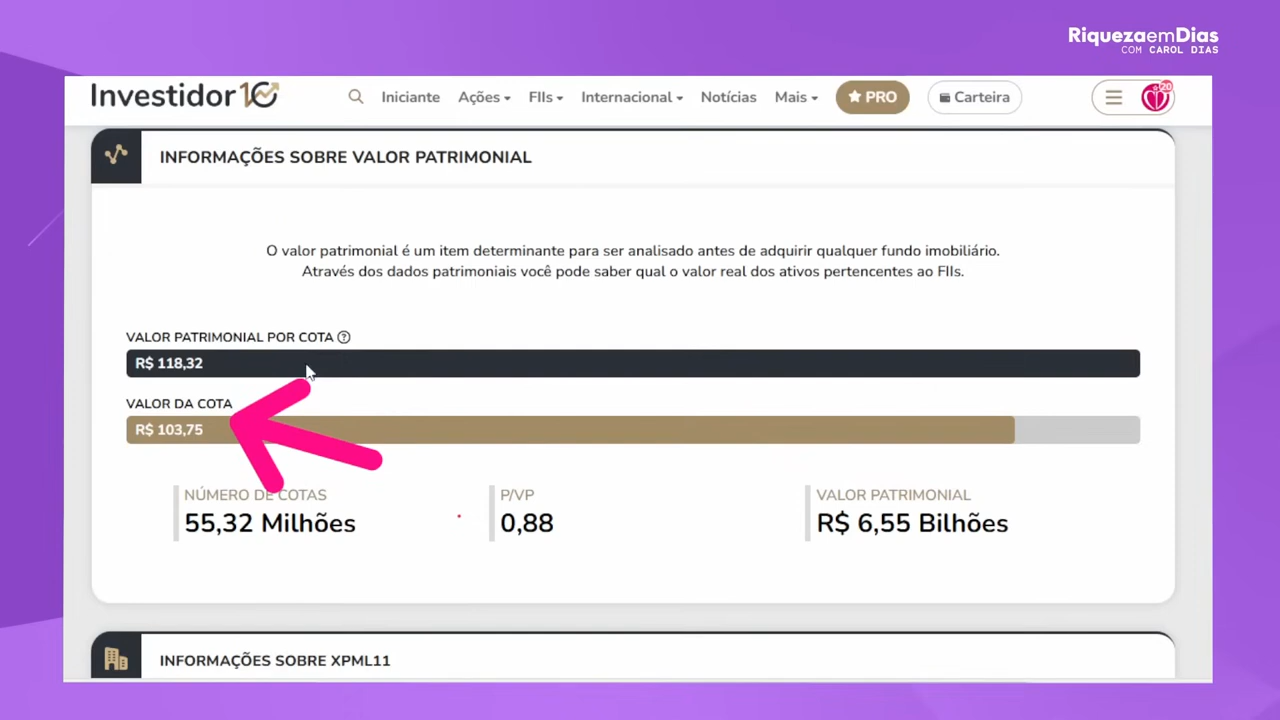 RiquezaemDias
COM CAROL DIAS
Investidor10
Iniciante
Ações
FIIs
Internacional
Notícias
Mais
PRO
Carteira
+20
INFORMAÇÕES SOBRE VALOR PATRIMONIAL
O valor patrimonial é um item determinante para ser analisado antes de adquirir qualquer fundo imobiliário.
Através dos dados patrimoniais você pode saber qual o valor real dos ativos pertencentes ao FIIs.
VALOR PATRIMONIAL POR COTA ?
R$ 118,32
VALOR DA COTA
R$ 103,75
NÚMERO DE COTAS
55,32 Milhões
P/VP
0,88
VALOR PATRIMONIAL
R$ 6,55 Bilhões
INFORMAÇÕES SOBRE XPML11